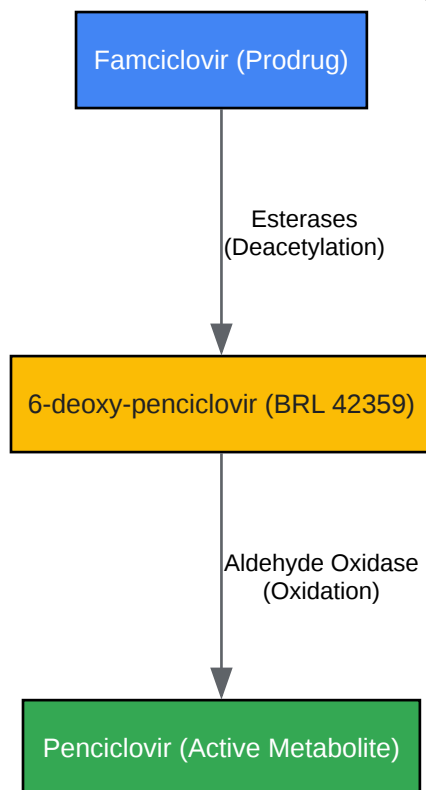 Famciclovir (Prodrug)
Esterases
(Deacetylation)
6-deoxy-penciclovir (BRL 42359)
Aldehyde Oxidase
(Oxidation)
Penciclovir (Active Metabolite)